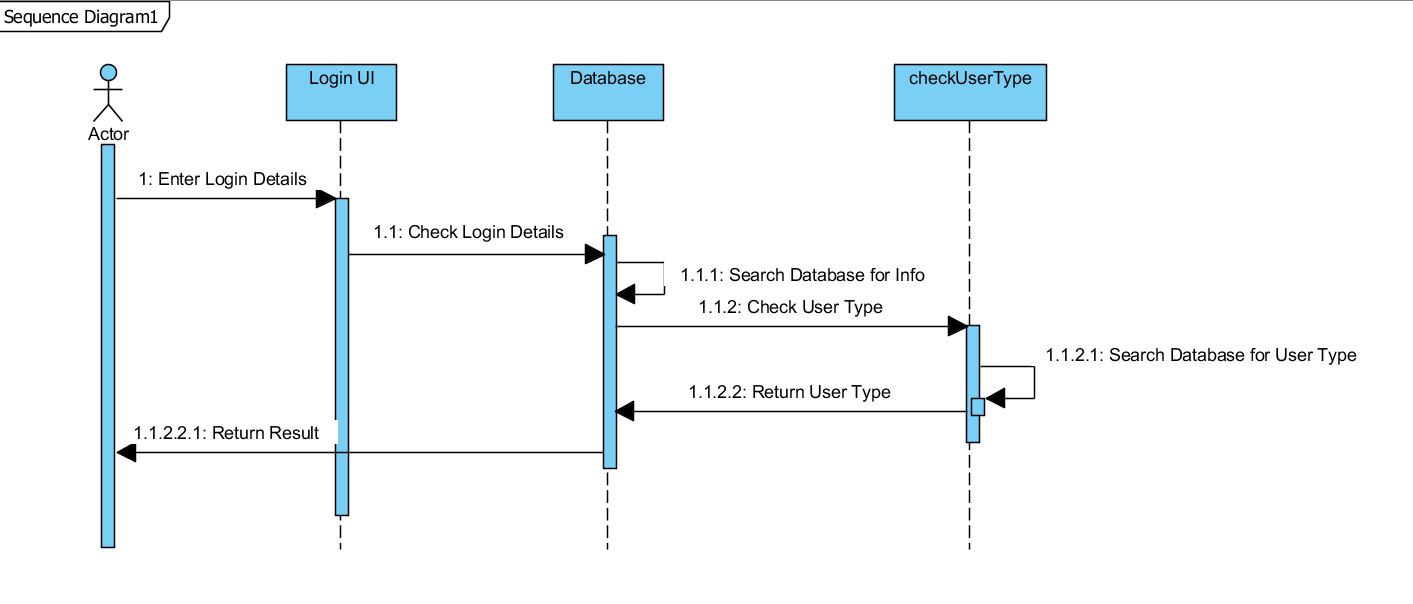 Sequence Diagram1
Login UI
Database
checkUserType
Actor
1: Enter Login Details
1.1: Check Login Details
1.1.1: Search Database for Info
1.1.2: Check User Type
1.1.2.1: Search Database for User Type
1.1.2.2: Return User Type
1.1.2.2.1: Return Result